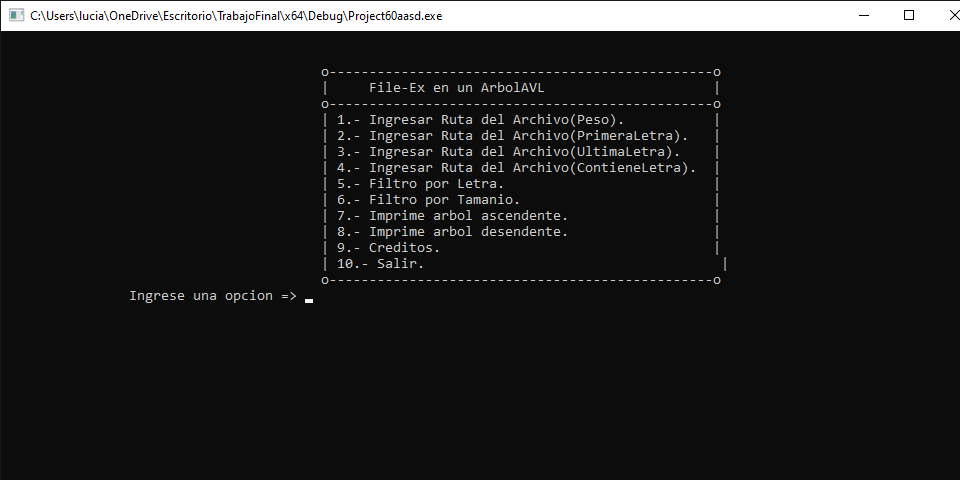 C:\Users\lucia\OneDrive\Escritorio\TrabajoFinal\x64\Debug\Project60aasd.exe
o------------------------------------------------o
|     File-Ex en un ArbolAVL                     |
o------------------------------------------------o
| 1.- Ingresar Ruta del Archivo(Peso).           |
| 2.- Ingresar Ruta del Archivo(PrimeraLetra).   |
| 3.- Ingresar Ruta del Archivo(UltimaLetra).    |
| 4.- Ingresar Ruta del Archivo(ContieneLetra).  |
| 5.- Filtro por Letra.                          |
| 6.- Filtro por Tamanio.                        |
| 7.- Imprime arbol ascendente.                  |
| 8.- Imprime arbol desendente.                  |
| 9.- Creditos.                                  |
| 10.- Salir.                                     |
o------------------------------------------------o
Ingrese una opcion =>